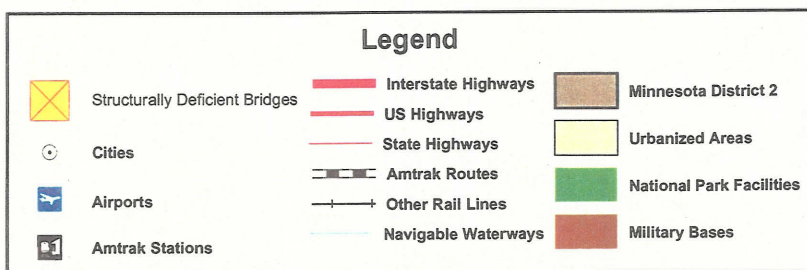 Legend
Structurally Deficient Bridges
Cities
Airports
Amtrak Stations
Interstate Highways
US Highways
State Highways
Amtrak Routes
Other Rail Lines
Navigable Waterways
Minnesota District 2
Urbanized Areas
National Park Facilities
Military Bases